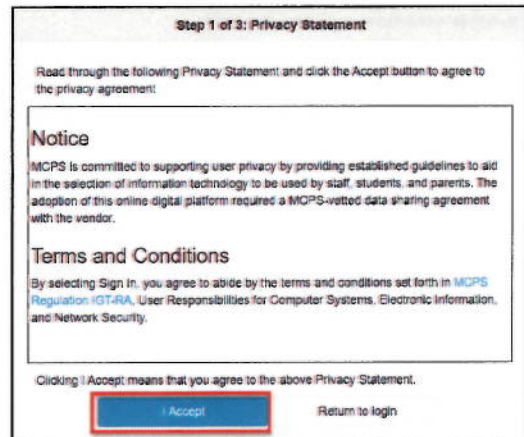 Step 1 of 3: Privacy Statement
Read through the following Privacy Statement and click the Accept button to agree to
the privacy agreement
Notice
MCPS is committed to supporting user privacy by providing established guidelines to aid
in the selection of information technology to be used by staff, students, and parents. The
adoption of this online digital platform required a MCPS-vetted data sharing agreement
with the vendor.
Terms and Conditions
By selecting Sign In, you agree to abide by the terms and conditions set forth in MCPS
Regulation IGT-RA, User Responsibilities for Computer Systems, Electronic Information,
and Network Security.
Clicking I Accept means that you agree to the above Privacy Statement.
I Accept Return to login